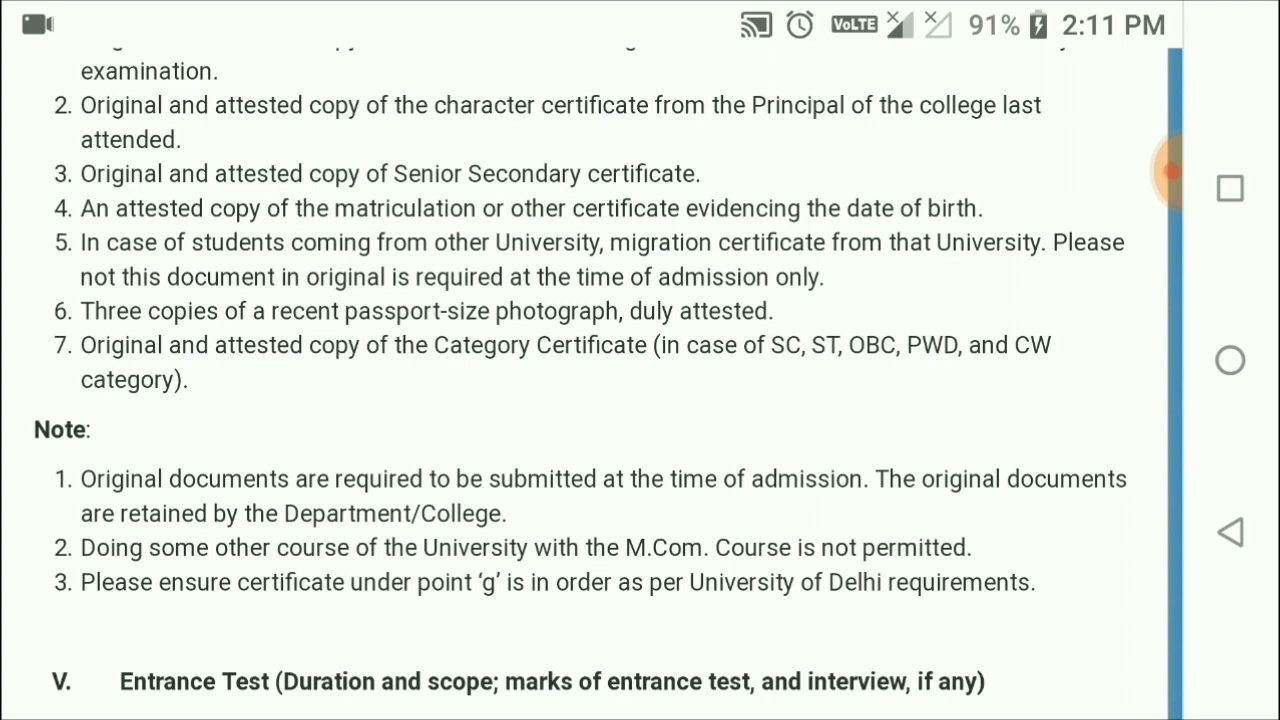 VoLTE 91% 2:11 PM
examination.
2. Original and attested copy of the character certificate from the Principal of the college last
attended.
3. Original and attested copy of Senior Secondary certificate.
4. An attested copy of the matriculation or other certificate evidencing the date of birth.
5. In case of students coming from other University, migration certificate from that University. Please
not this document in original is required at the time of admission only.
6. Three copies of a recent passport-size photograph, duly attested.
7. Original and attested copy of the Category Certificate (in case of SC, ST, OBC, PWD, and CW
category).
Note:
1. Original documents are required to be submitted at the time of admission. The original documents
are retained by the Department/College.
2. Doing some other course of the University with the M.Com. Course is not permitted.
3. Please ensure certificate under point ‘g’ is in order as per University of Delhi requirements.
V. Entrance Test (Duration and scope; marks of entrance test, and interview, if any)